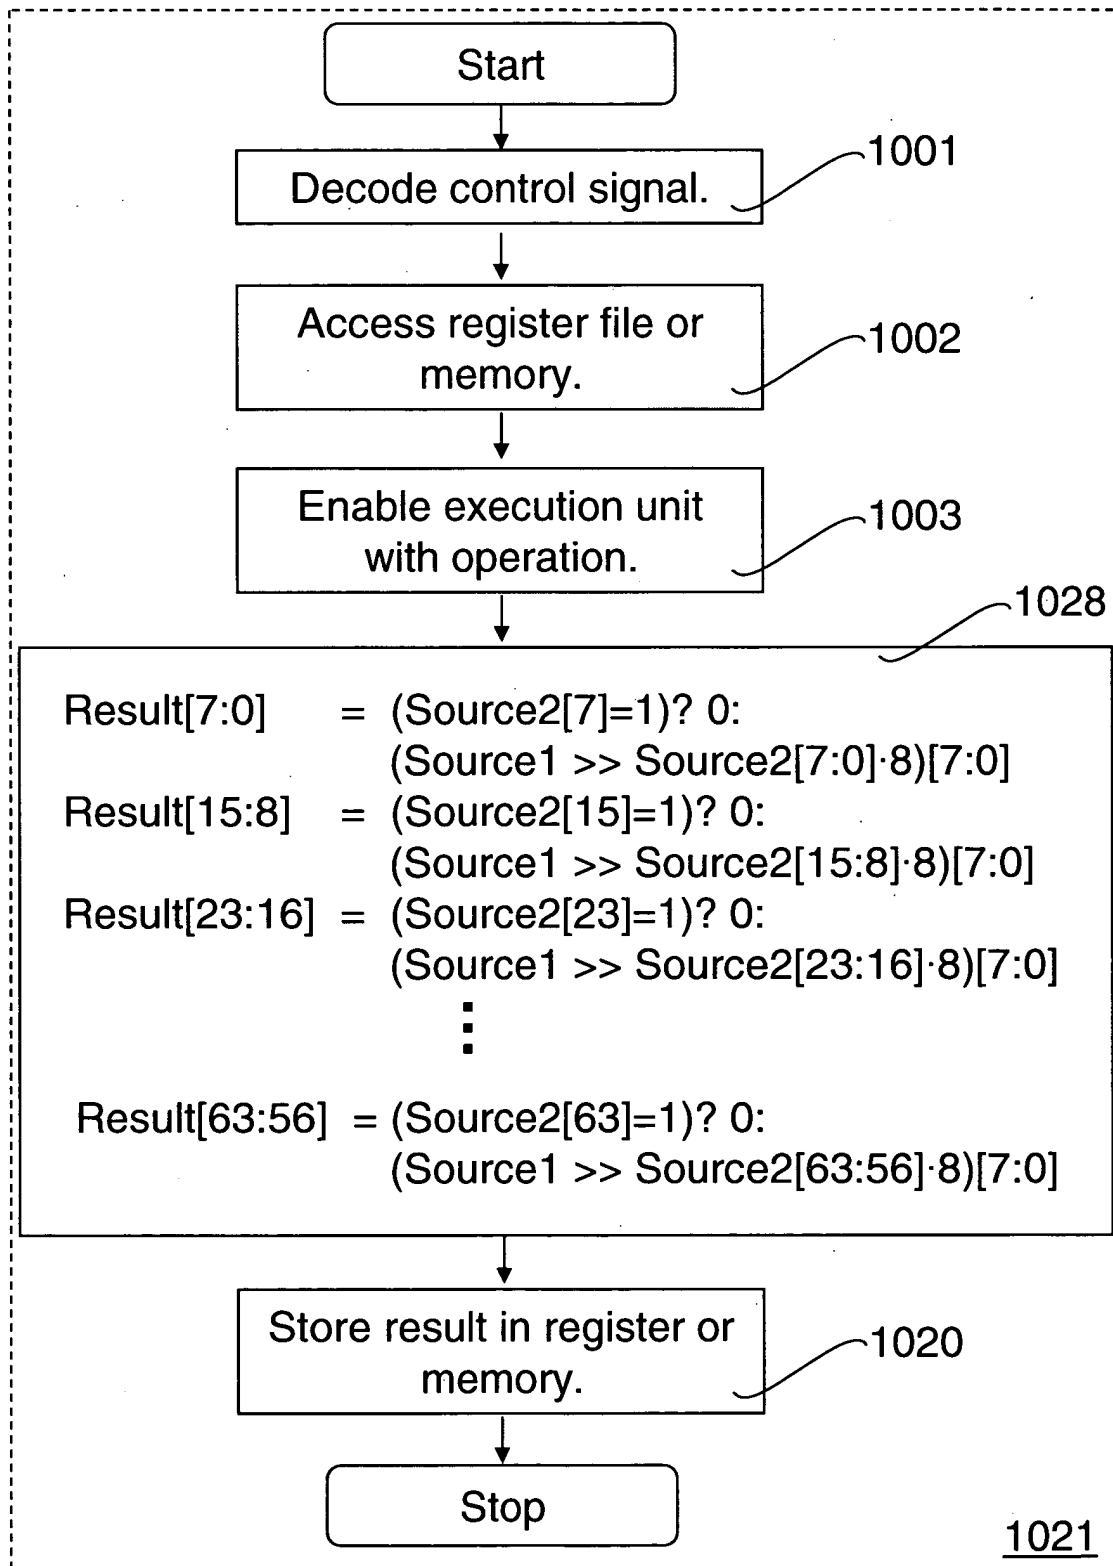 Start
Decode control signal.
1001
Access register file or
memory.
1002
Enable execution unit
with operation.
1003
1028
Result[7:0] = (Source2[7]=1)? 0:
(Source1 >> Source2[7:0]·8)[7:0]
Result[15:8] = (Source2[15]=1)? 0:
(Source1 >> Source2[15:8]·8)[7:0]
Result[23:16] = (Source2[23]=1)? 0:
(Source1 >> Source2[23:16]·8)[7:0]
⋮
Result[63:56] = (Source2[63]=1)? 0:
(Source1 >> Source2[63:56]·8)[7:0]
Store result in register or
memory.
1020
Stop
1021